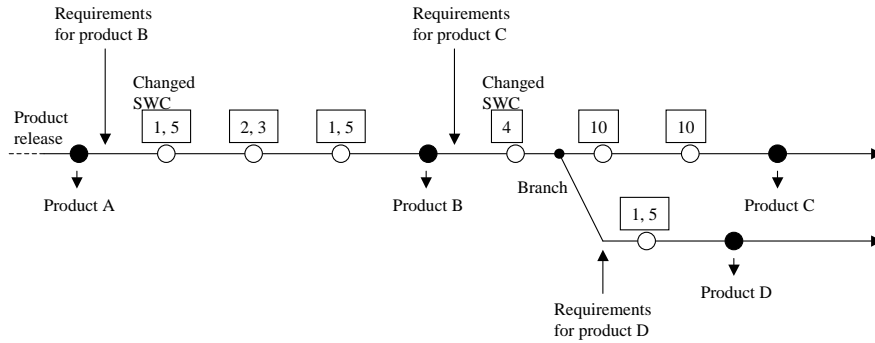 Requirements
for product B
Requirements
for product C
Changed
SWC
Changed
SWC
Product
release
1, 5
2, 3
1, 5
4
10
10
Branch
Product A
Product B
Product C
1, 5
Product D
Requirements
for product D